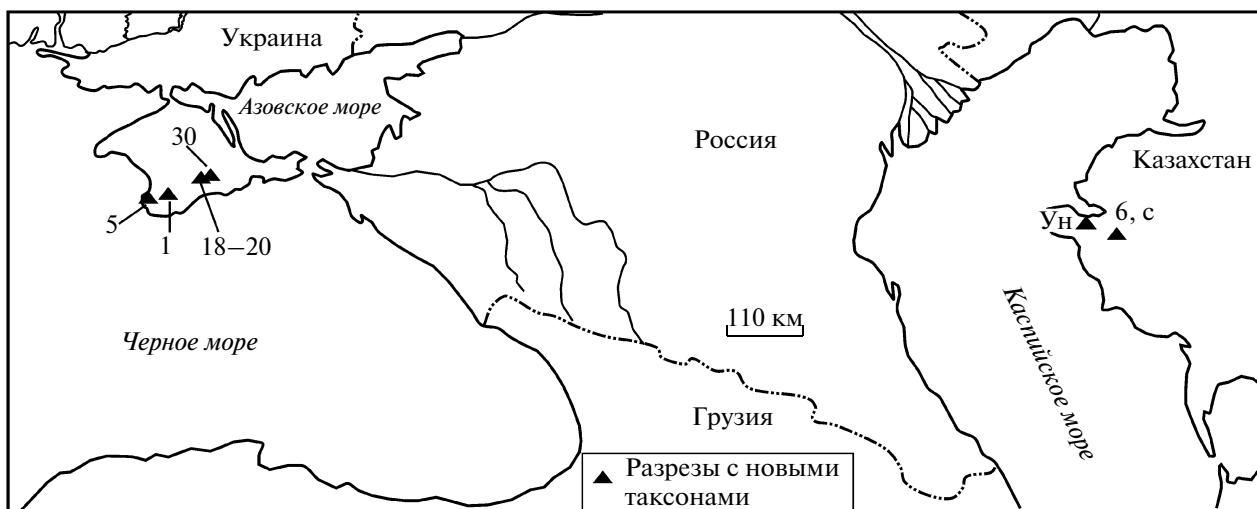 Украина
Азовское море
30
Россия
Казахстан
5
1
18–20
Ун
6, с
Черное море
110 км
Каспийское море
Грузия
Разрезы с новыми
таксонами